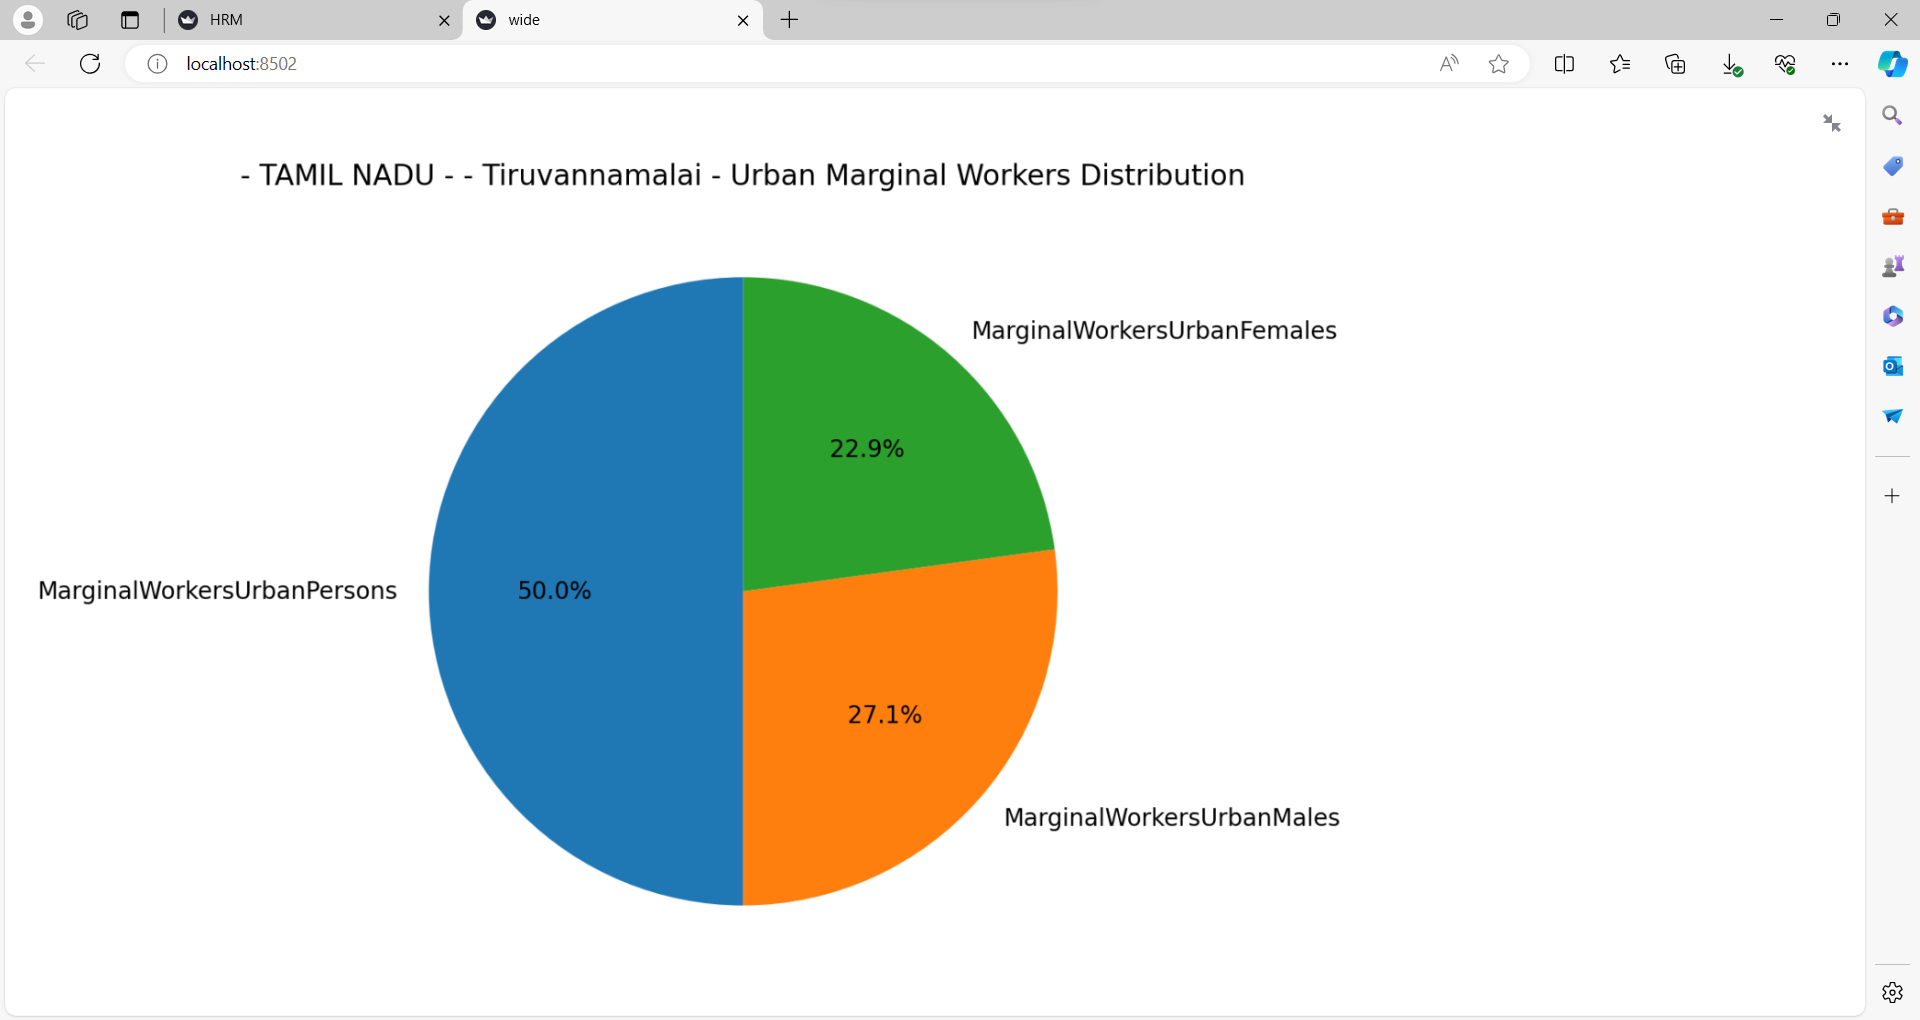 HRM
wide
localhost:8502
- TAMIL NADU - - Tiruvannamalai - Urban Marginal Workers Distribution
MarginalWorkersUrbanFemales
22.9%
MarginalWorkersUrbanPersons
50.0%
27.1%
MarginalWorkersUrbanMales